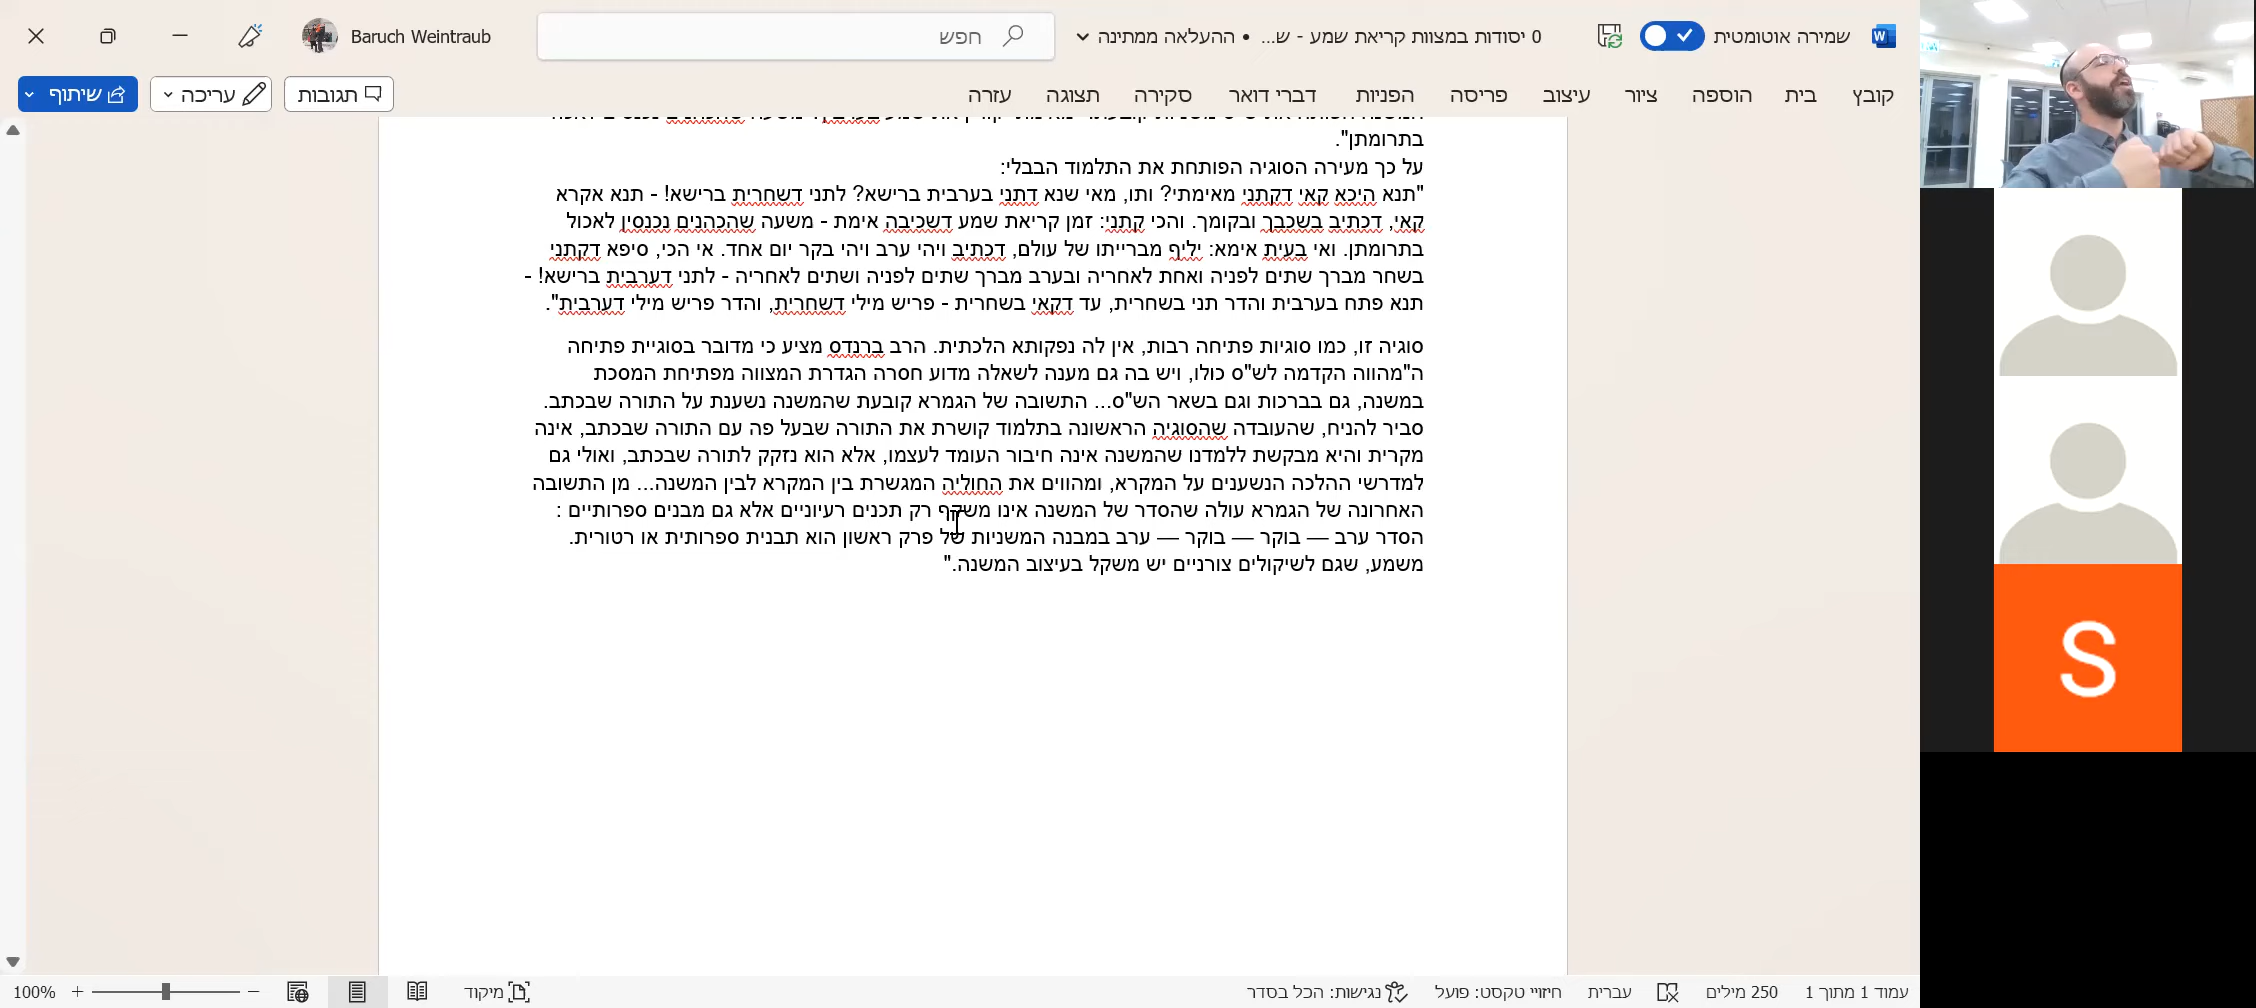 שמירה אוטומטית
0 יסודות במצוות קריאת שמע - ש... • ההעלאה ממתינה
חפש
Baruch Weintraub
קובץ בית הוספה ציור עיצוב פריסה הפניות דברי דואר סקירה תצוגה עזרה
תגובות עריכה שיתוף
בתרומתן".
על כך מעירה הסוגיה הפותחת את התלמוד הבבלי:
"תנא היכא קאי דקתני מאימתי? ותו, מאי שנא דתני בערבית ברישא? לתני דשחרית ברישא! - תנא אקרא
קאי, דכתיב בשכבך ובקומך. והכי קתני: זמן קריאת שמע דשכיבה אימת - משעה שהכהנים נכנסין לאכול
בתרומתן. ואי בעית אימא: יליף מברייתו של עולם, דכתיב ויהי ערב ויהי בקר יום אחד. אי הכי, סיפא דקתני
בשחר מברך שתים לפניה ואחת לאחריה ובערב מברך שתים לפניה ושתים לאחריה - לתני דערבית ברישא! -
תנא פתח בערבית והדר תני בשחרית, עד דקאי בשחרית - פריש מילי דשחרית, והדר פריש מילי דערבית".
סוגיה זו, כמו סוגיות פתיחה רבות, אין לה נפקותא הלכתית. הרב ברנדס מציע כי מדובר בסוגיית פתיחה
ה"מהווה הקדמה לש"ס כולו, ויש בה גם מענה לשאלה מדוע חסרה הגדרת המצווה מפתיחת המסכת
במשנה, גם בברכות וגם בשאר הש"ס... התשובה של הגמרא קובעת שהמשנה נשענת על התורה שבכתב.
סביר להניח, שהעובדה שהסוגיה הראשונה בתלמוד קושרת את התורה שבעל פה עם התורה שבכתב, אינה
מקרית והיא מבקשת ללמדנו שהמשנה אינה חיבור העומד לעצמו, אלא הוא נזקק לתורה שבכתב, ואולי גם
למדרשי ההלכה הנשענים על המקרא, ומהווים את החוליה המגשרת בין המקרא לבין המשנה... מן התשובה
האחרונה של הגמרא עולה שהסדר של המשנה אינו משקף רק תכנים רעיוניים אלא גם מבנים ספרותיים :
הסדר ערב — בוקר — בוקר — ערב במבנה המשניות של פרק ראשון הוא תבנית ספרותית או רטורית.
משמע, שגם לשיקולים צורניים יש משקל בעיצוב המשנה."
S
עמוד 1 מתוך 1 250 מילים עברית חיזויי טקסט: פועל נגישות: הכל בסדר מיקוד 100%